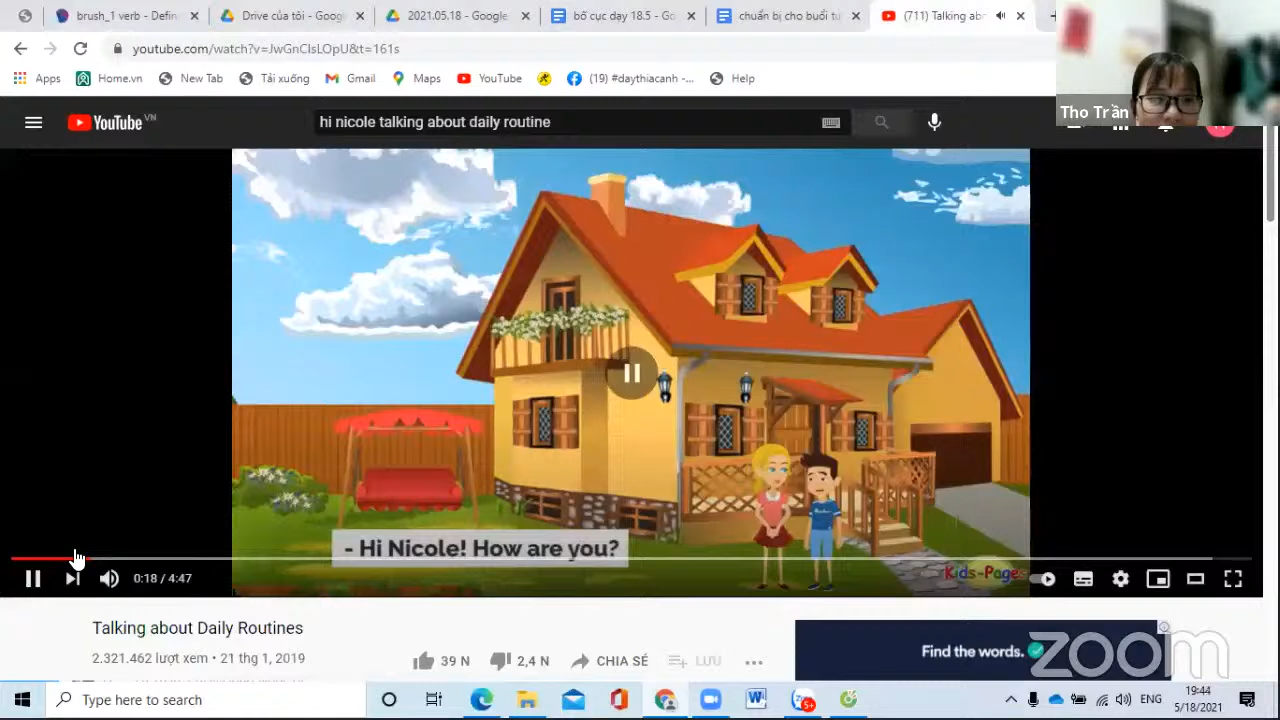 brush_1 verb - Defin
Drive của tôi - Googl
2021.05.18 - Google
bố cục dạy 18.5 - Go
chuẩn bị cho buổi tu
(711) Talking ab
youtube.com/watch?v=JwGnCIsLOpU&t=161s
Apps
Home.vn
New Tab
Tải xuống
Gmail
Maps
YouTube
(19) #daythiacanh -...
Help
Tho Trần
YouTube VN
hi nicole talking about daily routine
- Hi Nicole! How are you?
Kids-Pages
0:18 / 4:47
Talking about Daily Routines
2.321.462 lượt xem • 21 thg 1, 2019
39 N
2,4 N
CHIA SẺ
LƯU
Find the words.
zoom
Type here to search
5+
ENG
19:44
5/18/2021